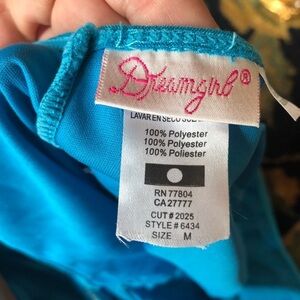 Dreamgirl®
LAVAR EN SECO
100% Polyester
100% Polyester
100% Poliester
RN 77804
CA 27777
CUT # 2025
STYLE # 6434
SIZE M